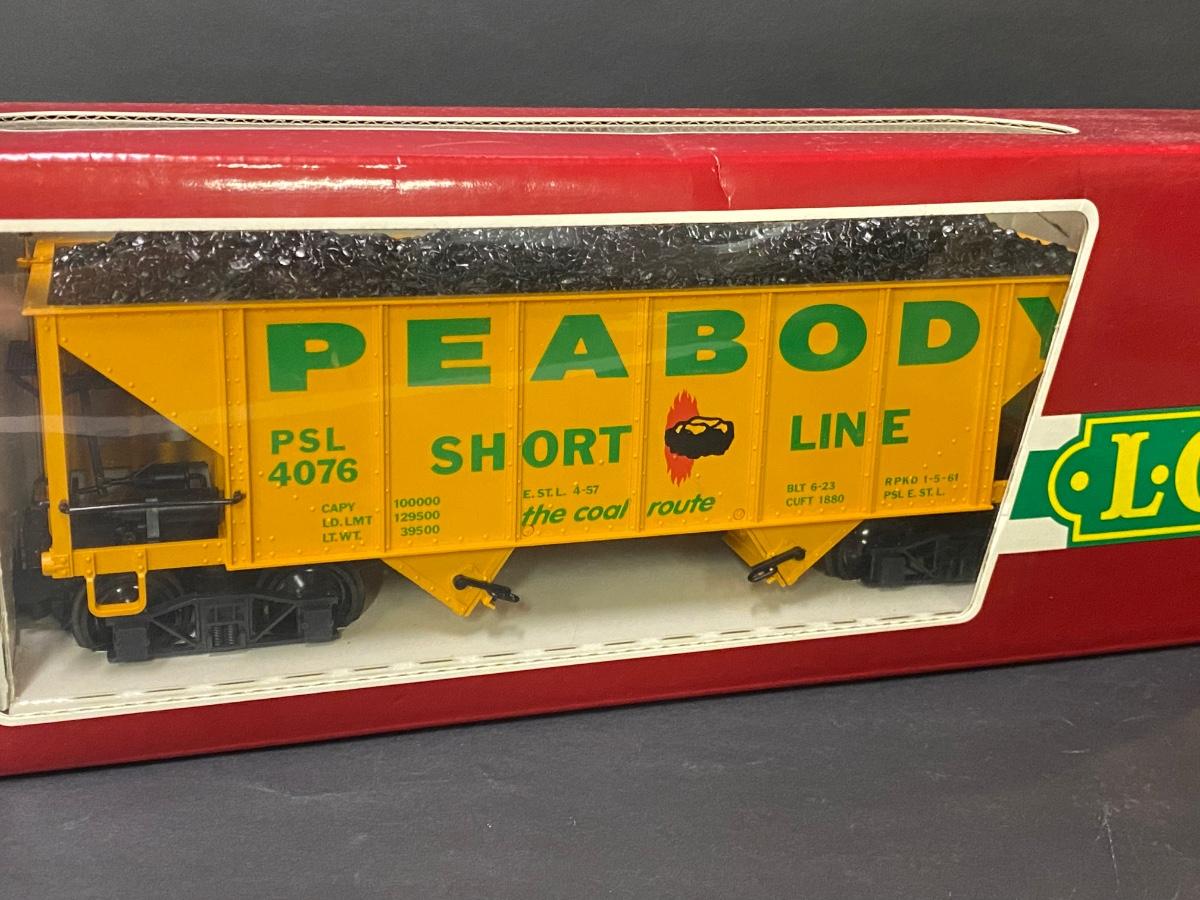 PEABODY
PSL
4076
SHORT LINE
CAPY 100000
LD. LMT 129500
LT. WT. 39500
E. ST. L. 4-57
the coal route
BLT 6-23
CUFT 1880
RPKD 1-5-61
PSL E. ST. L.